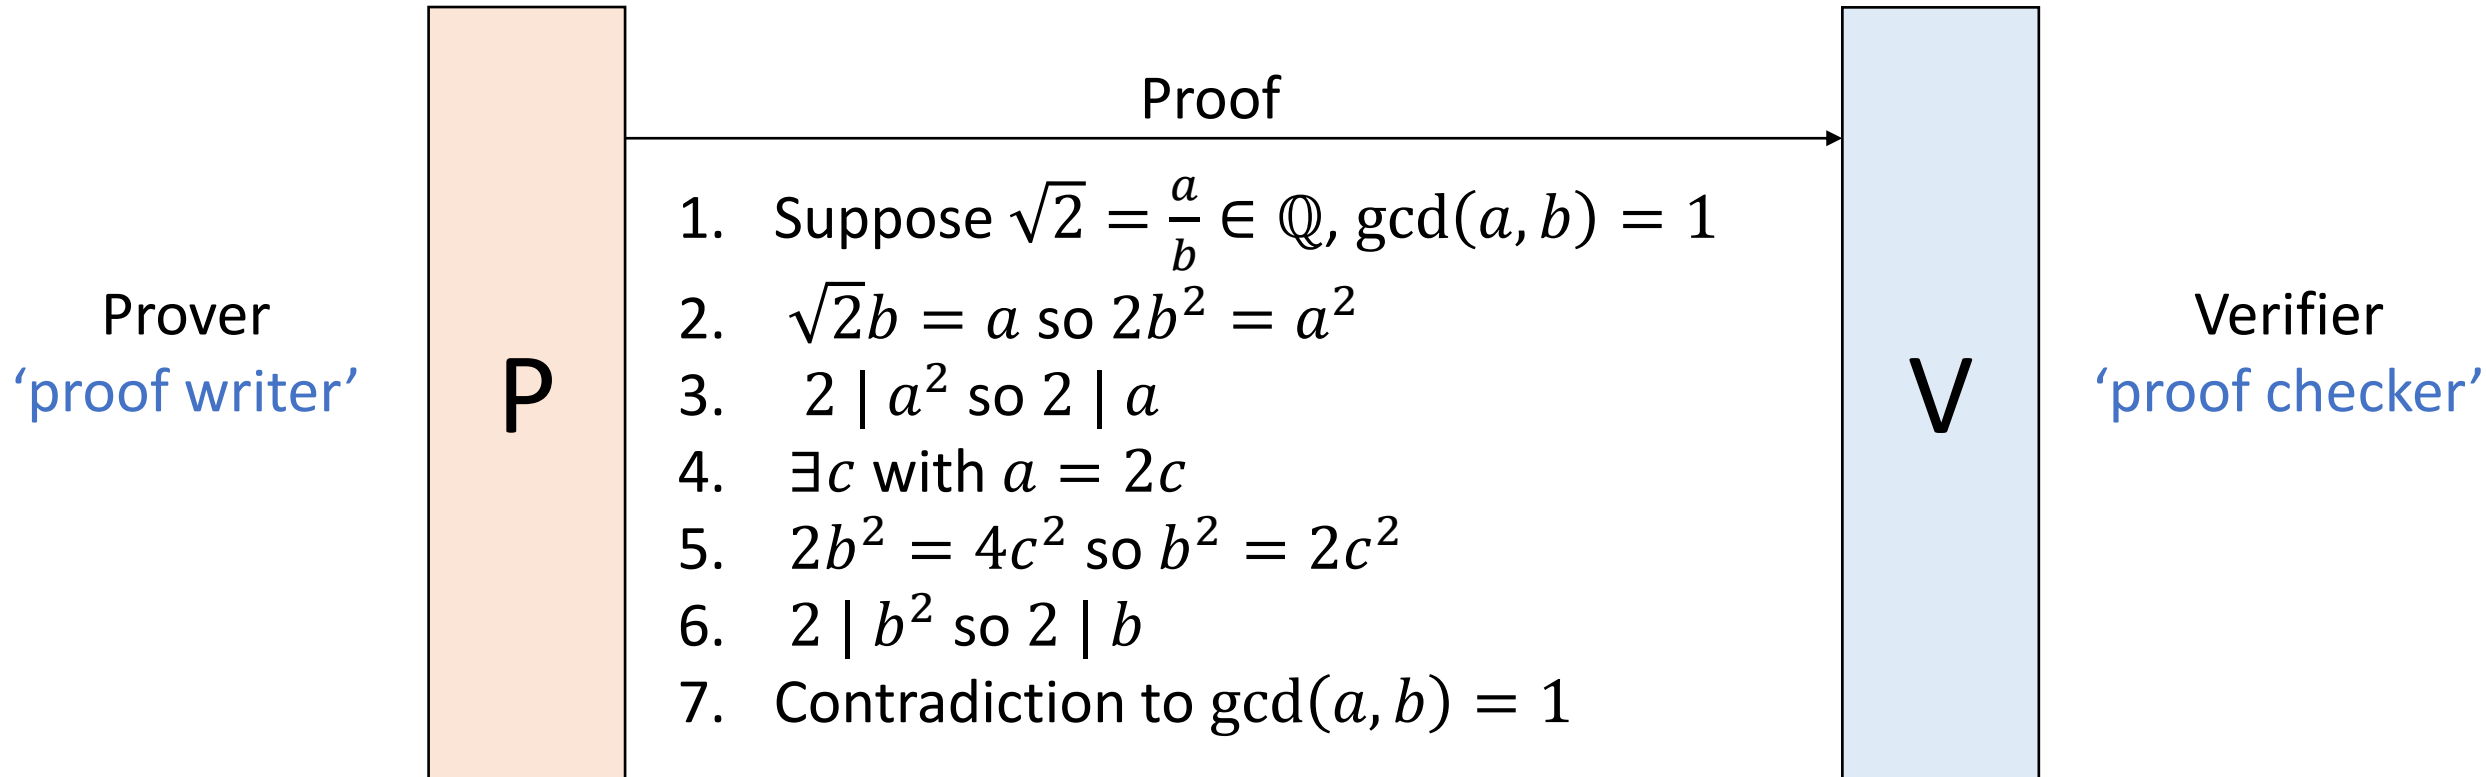 Prover
‘proof writer’
P
Proof
1. Suppose √2 = a/b ∈ ℚ, gcd(a, b) = 1
2. √2b = a so 2b² = a²
3. 2 | a² so 2 | a
4. ∃c with a = 2c
5. 2b² = 4c² so b² = 2c²
6. 2 | b² so 2 | b
7. Contradiction to gcd(a, b) = 1
V
Verifier
‘proof checker’